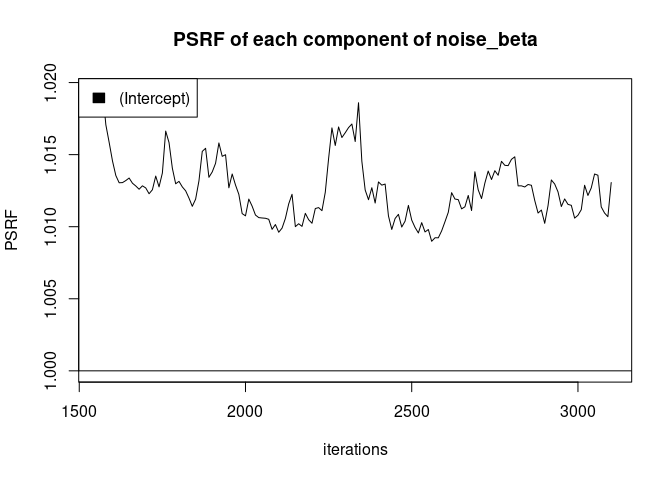 PSRF of each component of noise_beta
(Intercept)
PSRF
1.020
1.015
1.010
1.005
1.000
1500 2000 2500 3000
iterations